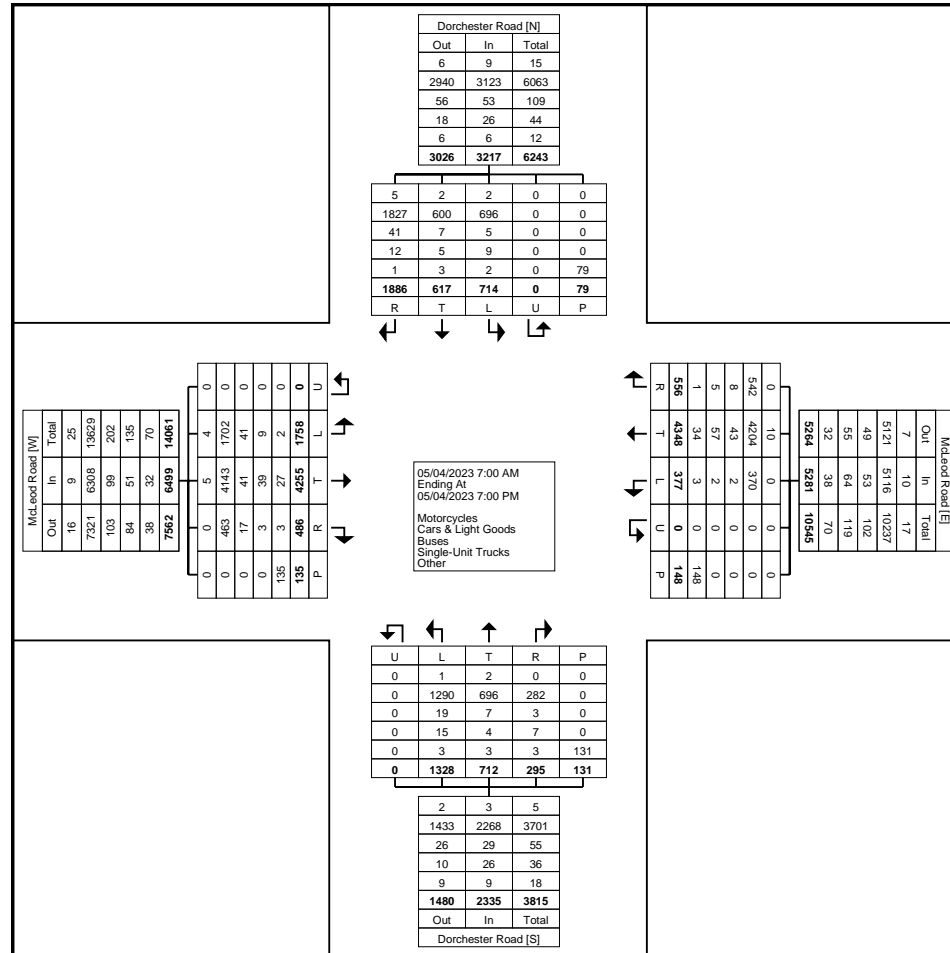 Dorchester Road [N]
Out In Total
6 9 15
2940 3123 6063
56 53 109
18 26 44
6 6 12
3026 3217 6243
5 2 2 0 0
1827 600 696 0 0
41 7 5 0 0
12 5 9 0 0
1 3 2 0 79
1886 617 714 0 79
R T L U P
McLeod Road [W]
Total In Out
25 9 16
13629 6308 7321
202 99 103
135 51 84
70 32 38
14061 6499 7562
0 4 5 0 0
0 1702 4143 463 0
0 41 41 17 0
0 9 39 3 0
0 2 27 3 135
0 1758 4255 486 135
U L T R P
05/04/2023 7:00 AM
Ending At
05/04/2023 7:00 PM
Motorcycles
Cars & Light Goods
Buses
Single-Unit Trucks
Other
McLeod Road [E]
Out In Total
7 10 17
5121 5116 10237
49 53 102
55 64 119
32 38 70
5264 5281 10545
0 10 0 0 0
542 4204 370 0 0
8 43 2 0 0
5 57 2 0 0
1 34 3 0 148
556 4348 377 0 148
R T L U P
U L T R P
0 1 2 0 0
0 1290 696 282 0
0 19 7 3 0
0 15 4 7 0
0 3 3 3 131
0 1328 712 295 131
2 3 5
1433 2268 3701
26 29 55
10 26 36
9 9 18
1480 2335 3815
Out In Total
Dorchester Road [S]